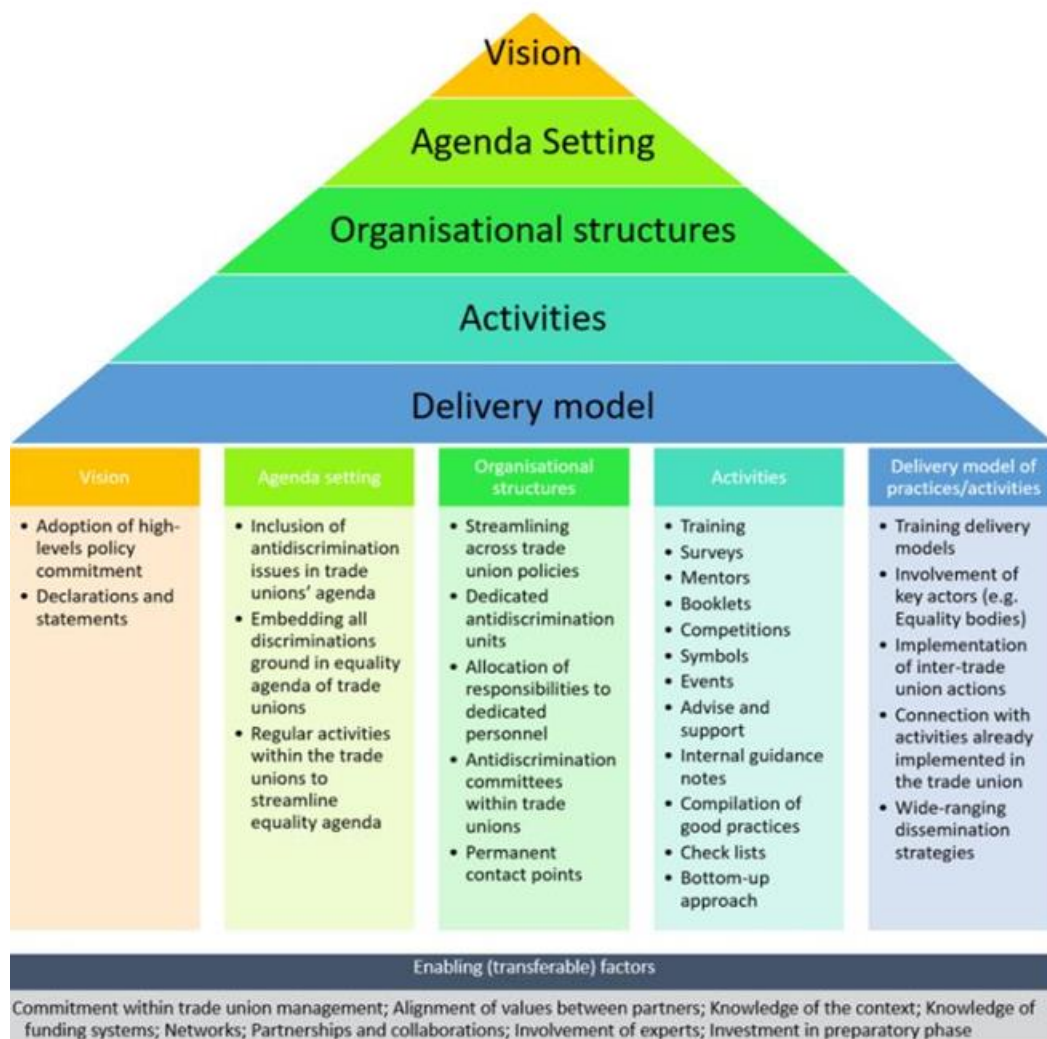 Vision
Agenda Setting
Organisational structures
Activities
Delivery model
Vision
• Adoption of high-
levels policy
commitment
• Declarations and
statements
Agenda setting
• Inclusion of
antidiscrimination
issues in trade
unions' agenda
• Embedding all
discriminations
ground in equality
agenda of trade
unions
• Regular activities
within the trade
unions to
streamline
equality agenda
Organisational
structures
• Streamlining
across trade
union policies
• Dedicated
antidiscrimination
units
• Allocation of
responsibilities to
dedicated
personnel
• Antidiscrimination
committees
within trade
unions
• Permanent
contact points
Activities
• Training
• Surveys
• Mentors
• Booklets
• Competitions
• Symbols
• Events
• Advise and
support
• Internal guidance
notes
• Compilation of
good practices
• Check lists
• Bottom-up
approach
Delivery model of
practices/activities
• Training delivery
models
• Involvement of
key actors (e.g.
Equality bodies)
• Implementation
of inter-trade
union actions
• Connection with
activities already
implemented in
the trade union
• Wide-ranging
dissemination
strategies
Enabling (transferable) factors
Commitment within trade union management; Alignment of values between partners; Knowledge of the context; Knowledge of
funding systems; Networks; Partnerships and collaborations; Involvement of experts; Investment in preparatory phase